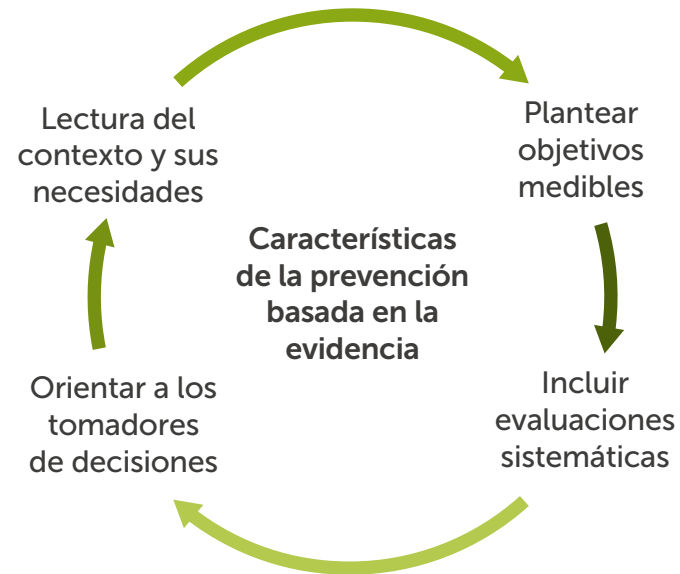 Lectura del
contexto y sus
necesidades
Plantear
objetivos
medibles
Características
de la prevención
basada en la
evidencia
Orientar a los
tomadores
de decisiones
Incluir
evaluaciones
sistemáticas